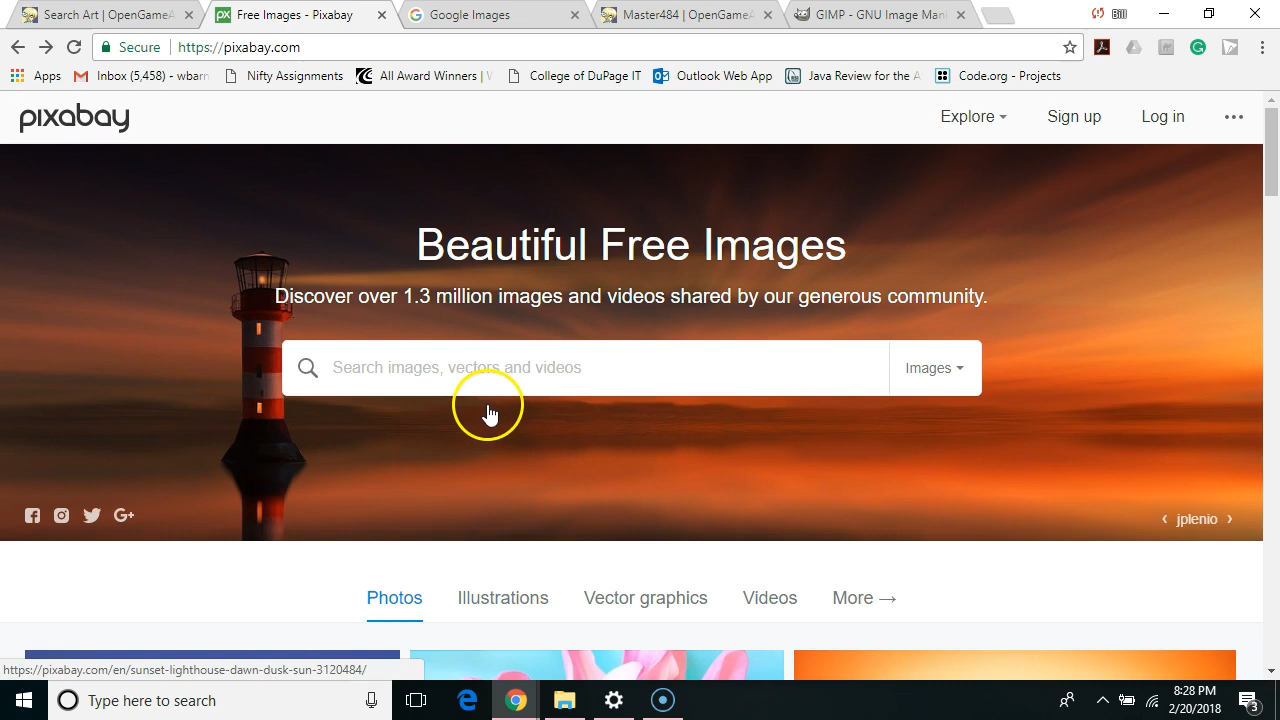 Search Art | OpenGameA
Free Images - Pixabay
Google Images
Master484 | OpenGameA
GIMP - GNU Image Mani
Bill
Secure
https://pixabay.com
Apps
Inbox (5,458) - wbarn
Nifty Assignments
All Award Winners | V
College of DuPage IT
Outlook Web App
Java Review for the A
Code.org - Projects
pixabay
Explore
Sign up
Log in
Beautiful Free Images
Discover over 1.3 million images and videos shared by our generous community.
Search images, vectors and videos
Images
‹ jplenio ›
Photos
Illustrations
Vector graphics
Videos
More →
https://pixabay.com/en/sunset-lighthouse-dawn-dusk-sun-3120484/
Type here to search
8:28 PM
2/20/2018
3